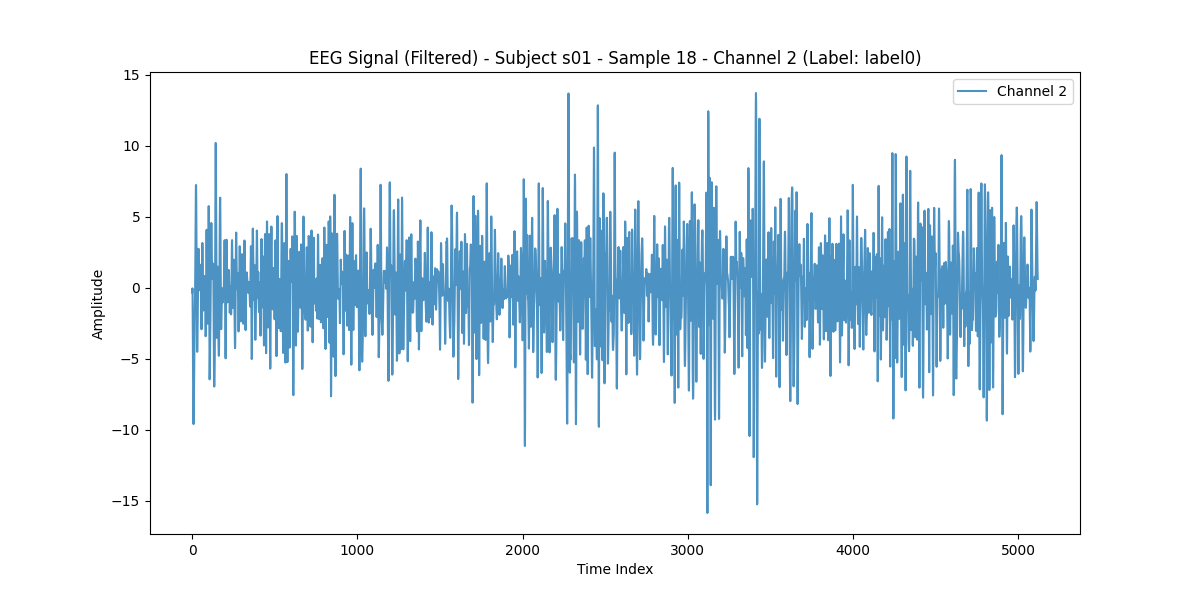 EEG Signal (Filtered) - Subject s01 - Sample 18 - Channel 2 (Label: label0)
Channel 2
15
10
5
0
−5
−10
−15
Amplitude
0 1000 2000 3000 4000 5000
Time Index